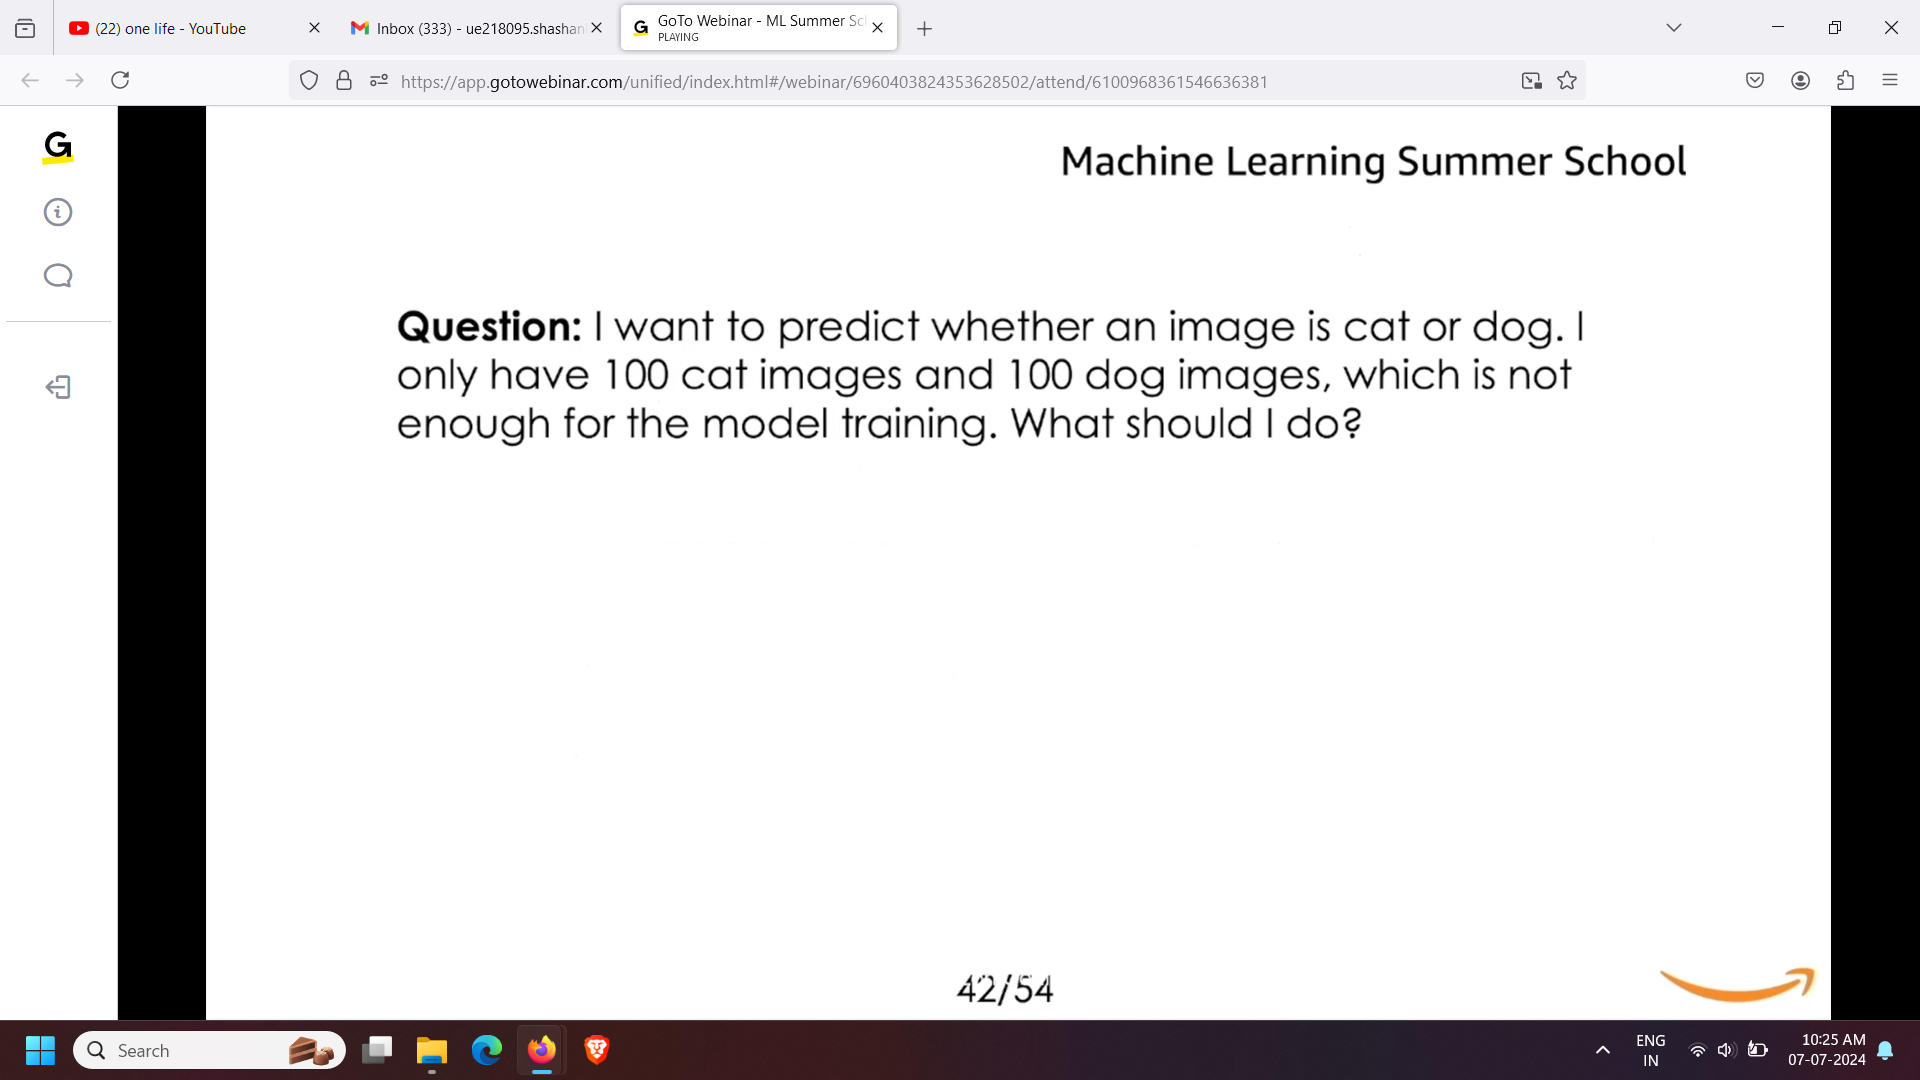 (22) one life - YouTube
Inbox (333) - ue218095.shashan
GoTo Webinar - ML Summer Sc
PLAYING
https://app.gotowebinar.com/unified/index.html#/webinar/6960403824353628502/attend/6100968361546636381
G
Machine Learning Summer School
Question: I want to predict whether an image is cat or dog. I
only have 100 cat images and 100 dog images, which is not
enough for the model training. What should I do?
42/54
Search
ENG
IN
10:25 AM
07-07-2024